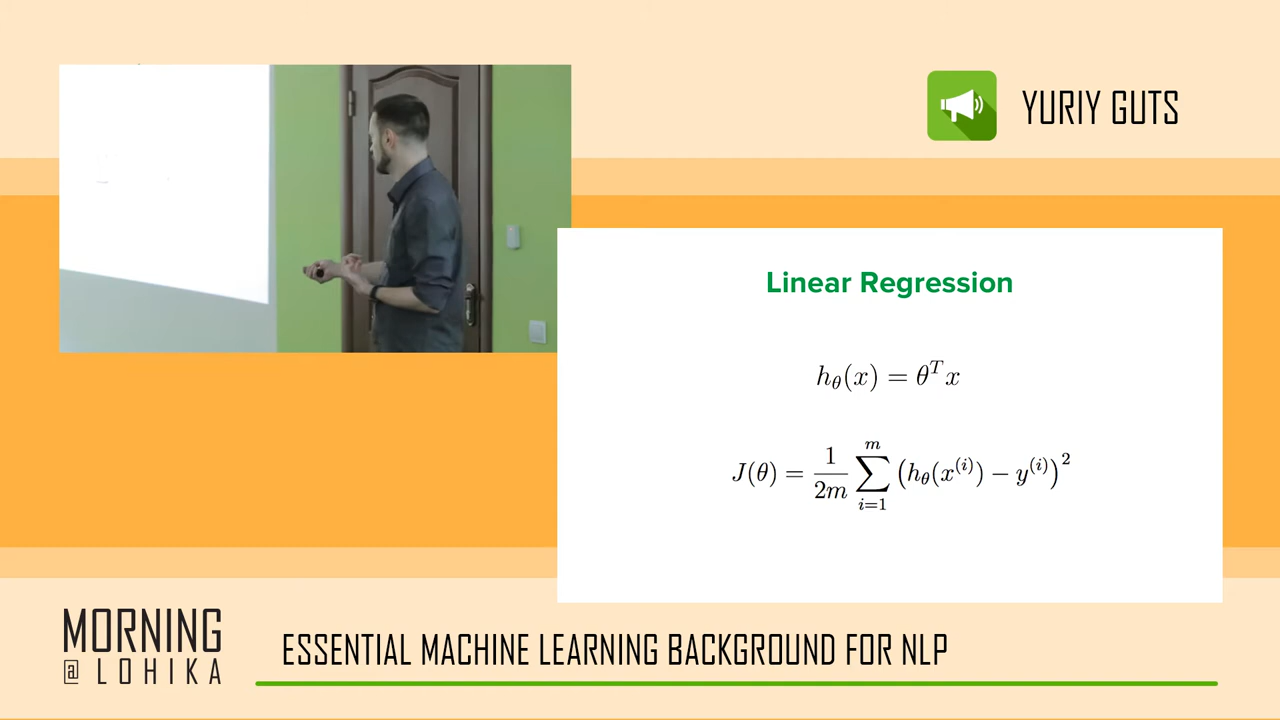 YURIY GUTS
Linear Regression
hθ(x) = θᵀx
J(θ) = 1/2m ∑ᵢ₌₁ᵐ (hθ(x⁽ⁱ⁾) − y⁽ⁱ⁾)²
MORNING
@ LOHIKA
ESSENTIAL MACHINE LEARNING BACKGROUND FOR NLP